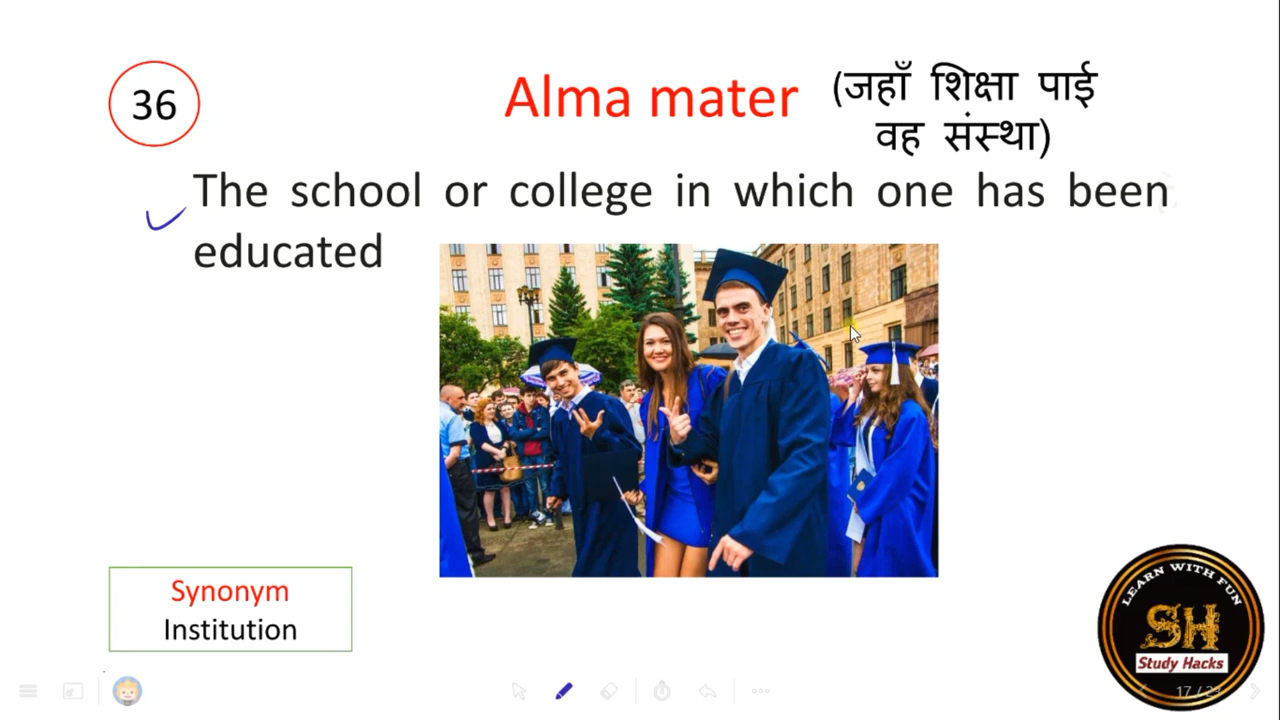 36
Alma mater
(जहाँ शिक्षा पाई
वह संस्था)
The school or college in which one has been
educated
Synonym
Institution
LEARN WITH FUN
SH
Study Hacks